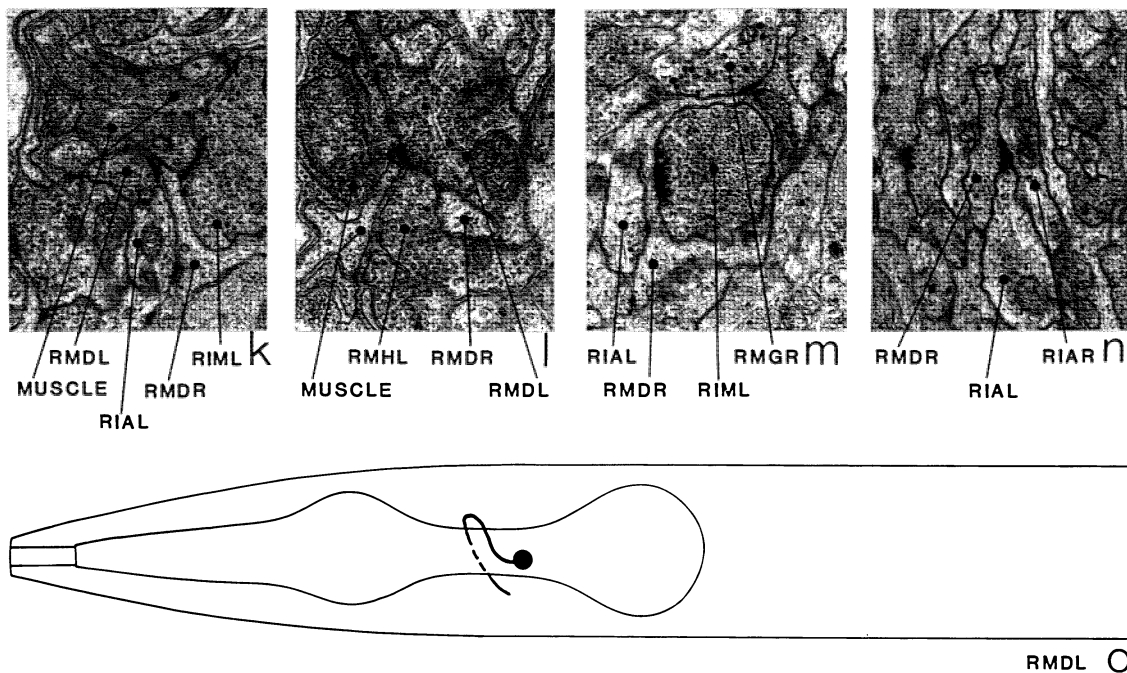 RMDL RIML k
MUSCLE RMDR
RIAL
RMHL RMDR l
MUSCLE RMDL
RIAL RMGR m
RMDR RIML
RMDR RIAR n
RIAL
RMDL O